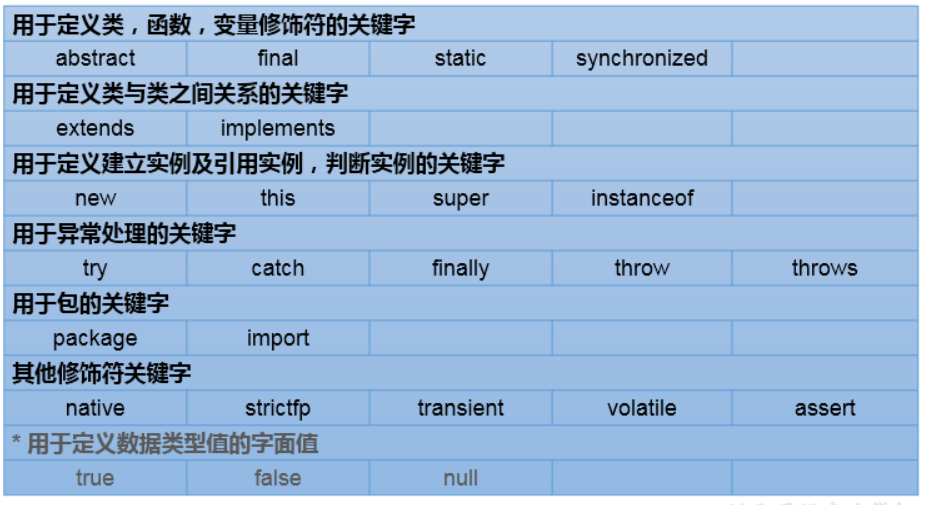 用于定义类，函数，变量修饰符的关键字
abstract final static synchronized
用于定义类与类之间关系的关键字
extends implements
用于定义建立实例及引用实例，判断实例的关键字
new this super instanceof
用于异常处理的关键字
try catch finally throw throws
用于包的关键字
package import
其他修饰符关键字
native strictfp transient volatile assert
* 用于定义数据类型值的字面值
true false null